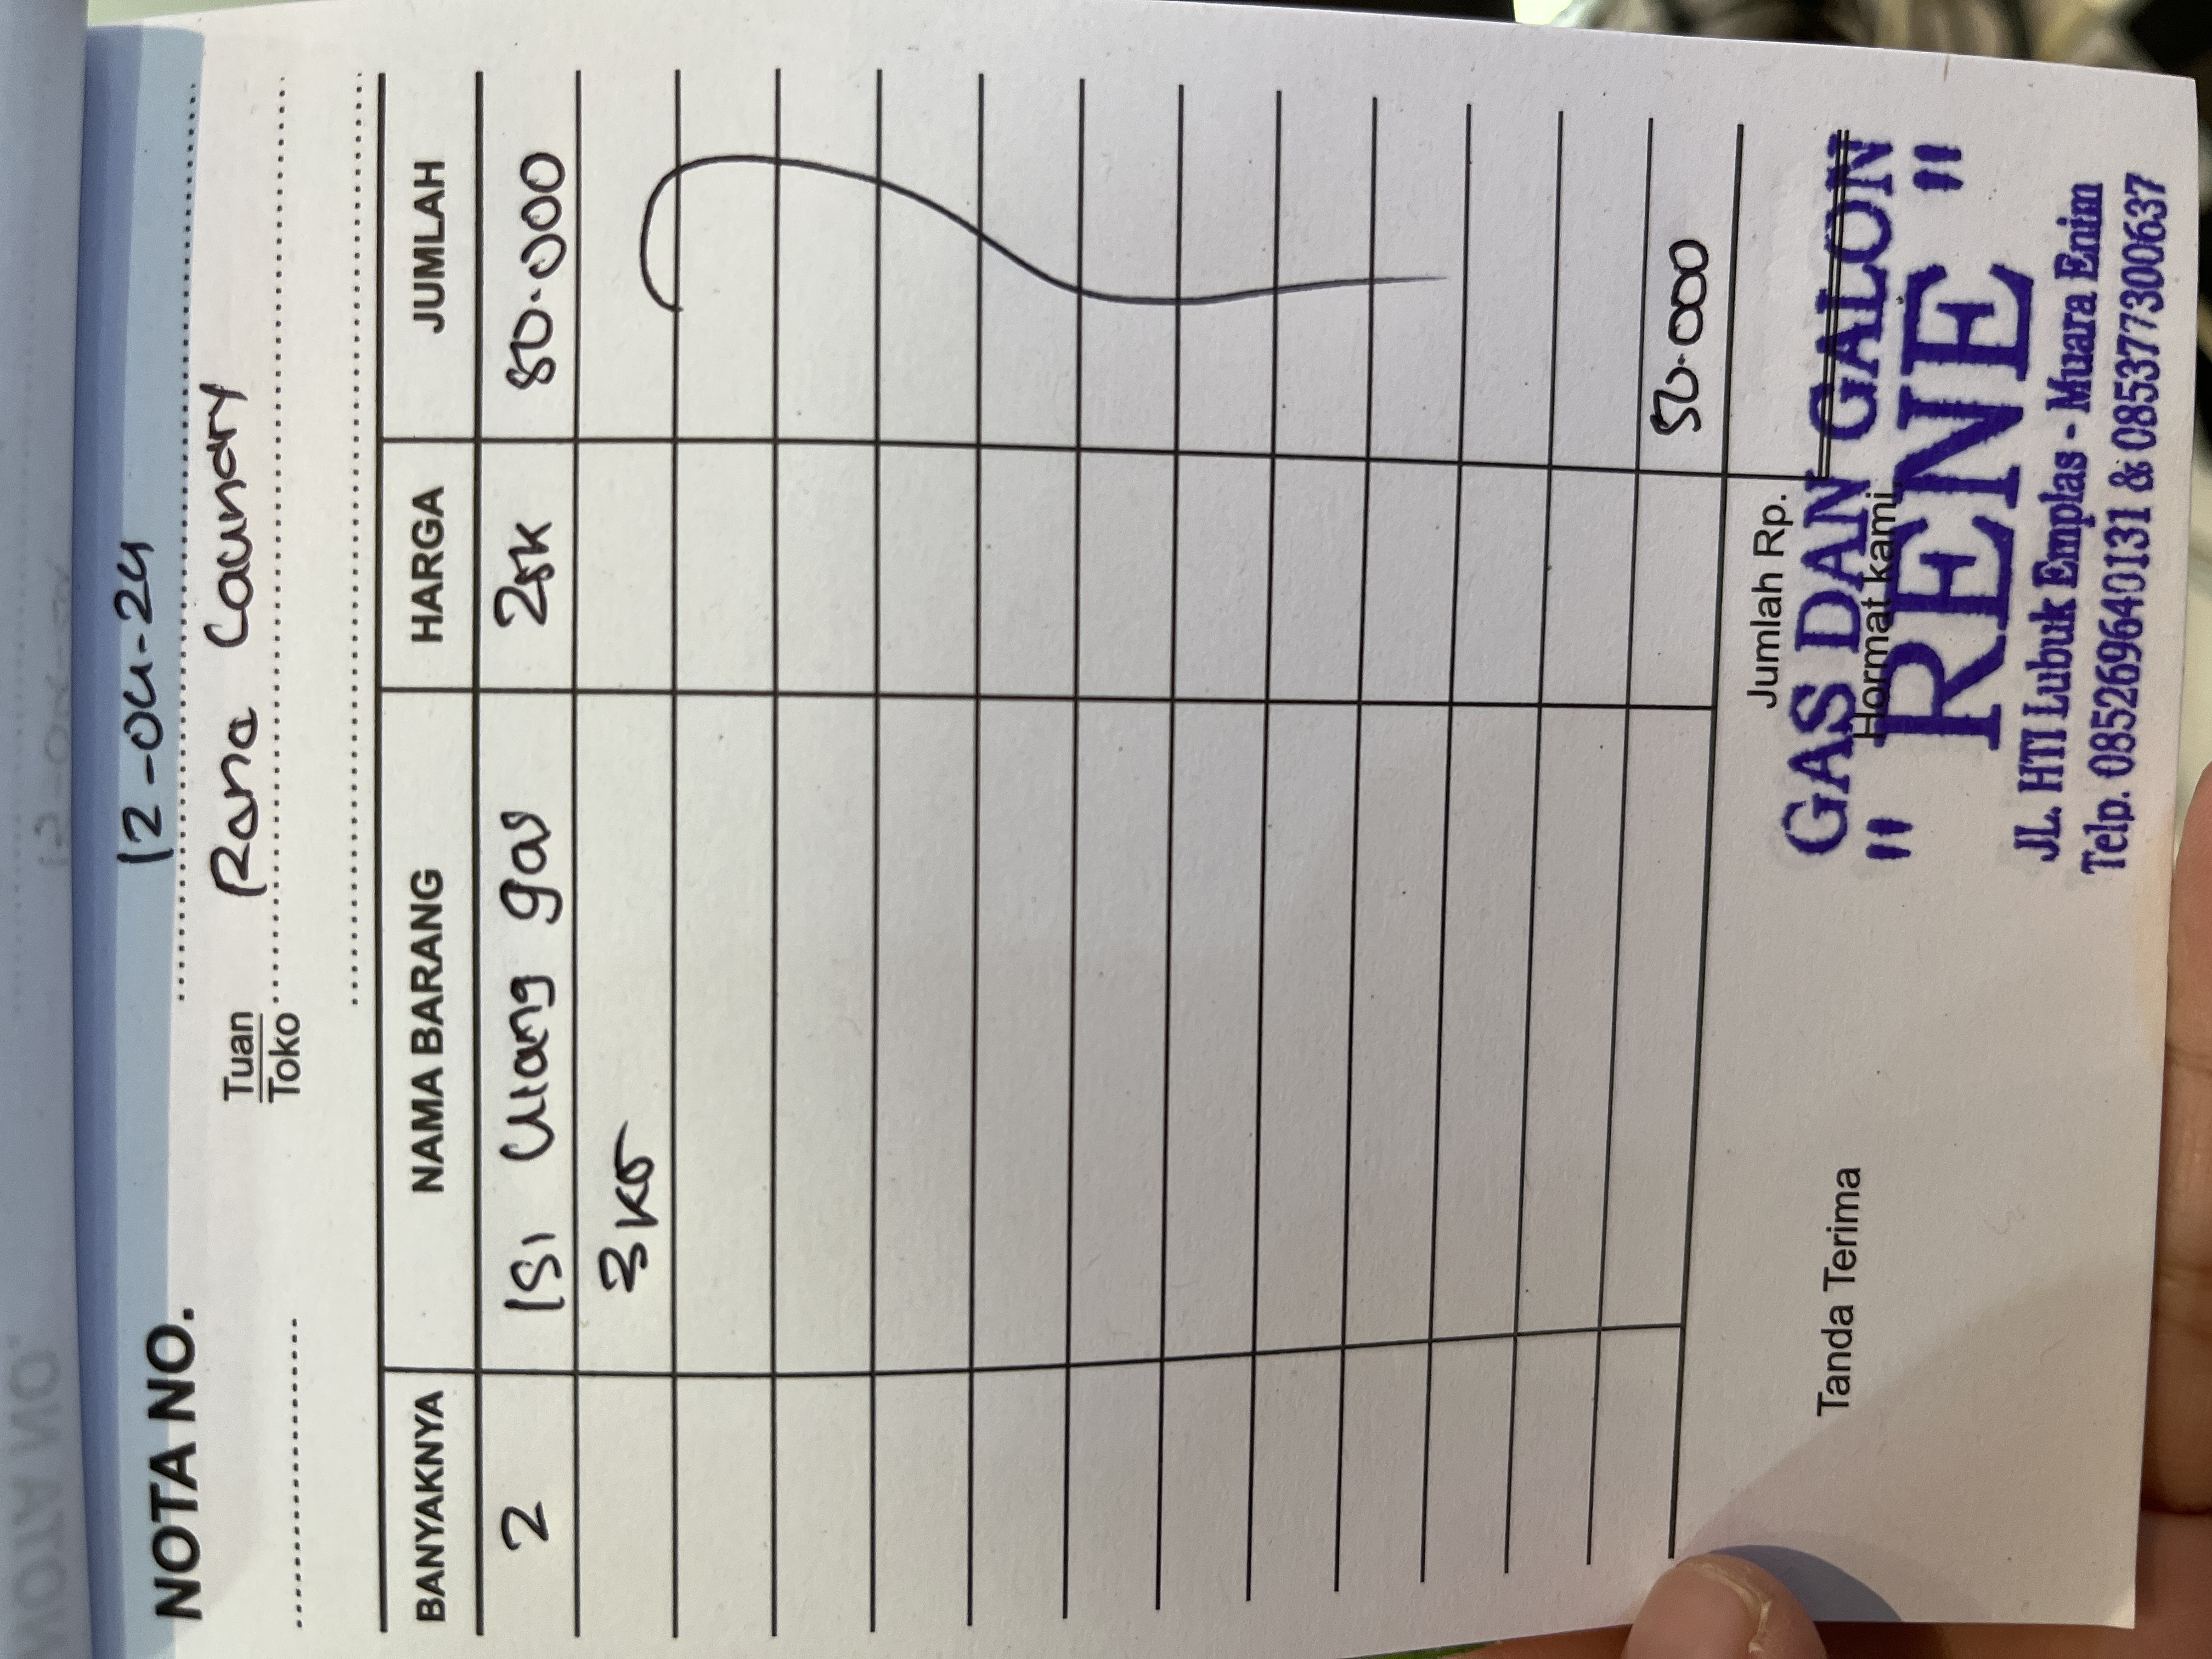 12-04-24
NOTA NO.
Tuan
Toko
Rana Laundry
BANYAKNYA NAMA BARANG HARGA JUMLAH
2 ISI Ulang gas 25K 50.000
3 KG
Jumlah Rp. 50.000
Tanda Terima Hormat kami,
GAS DAN GALON
" RENE "
JL. HTI Lubuk Emplas - Muara Enim
Telp. 085269640131 & 085377300637